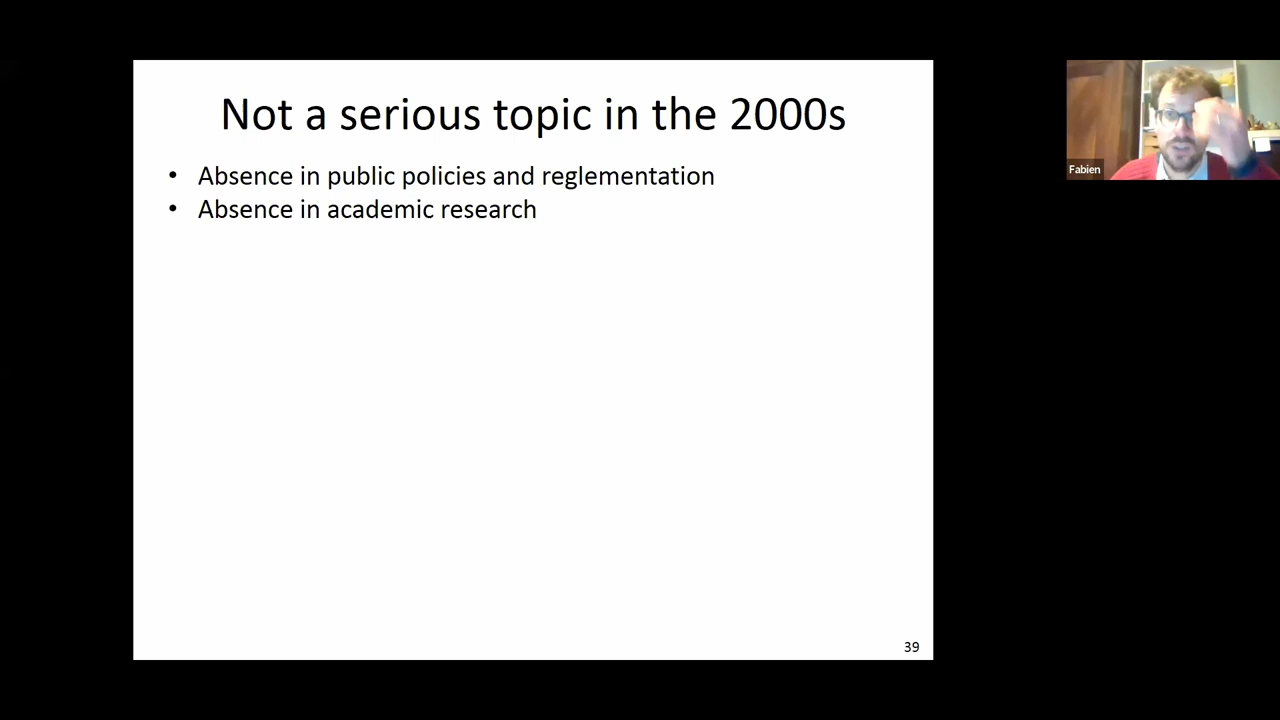 Not a serious topic in the 2000s
• Absence in public policies and reglementation
• Absence in academic research
39
Fabien